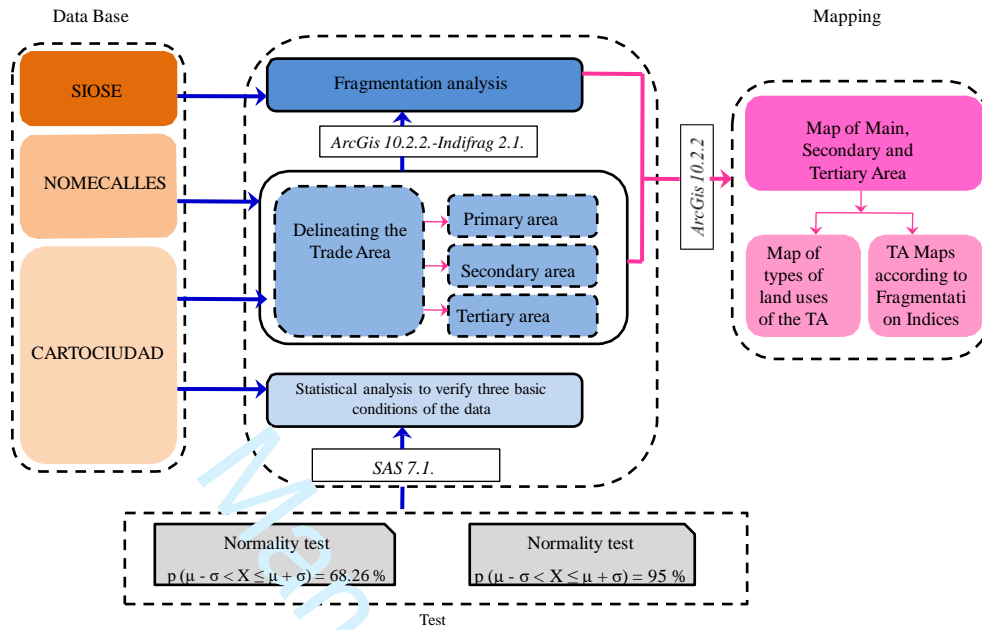 Data Base
Mapping
SIOSE
NOMECALLES
CARTOCIUDAD
Fragmentation analysis
ArcGis 10.2.2.-Indifrag 2.1.
Delineating the
Trade Area
Primary area
Secondary area
Tertiary area
Statistical analysis to verify three basic
conditions of the data
SAS 7.1.
Normality test
p (μ - σ < X ≤ μ + σ) = 68.26 %
Normality test
p (μ - σ < X ≤ μ + σ) = 95 %
Test
ArcGis 10.2.2
Map of Main,
Secondary and
Tertiary Area
Map of
types of
land uses
of the TA
TA Maps
according to
Fragmentati
on Indices
Man